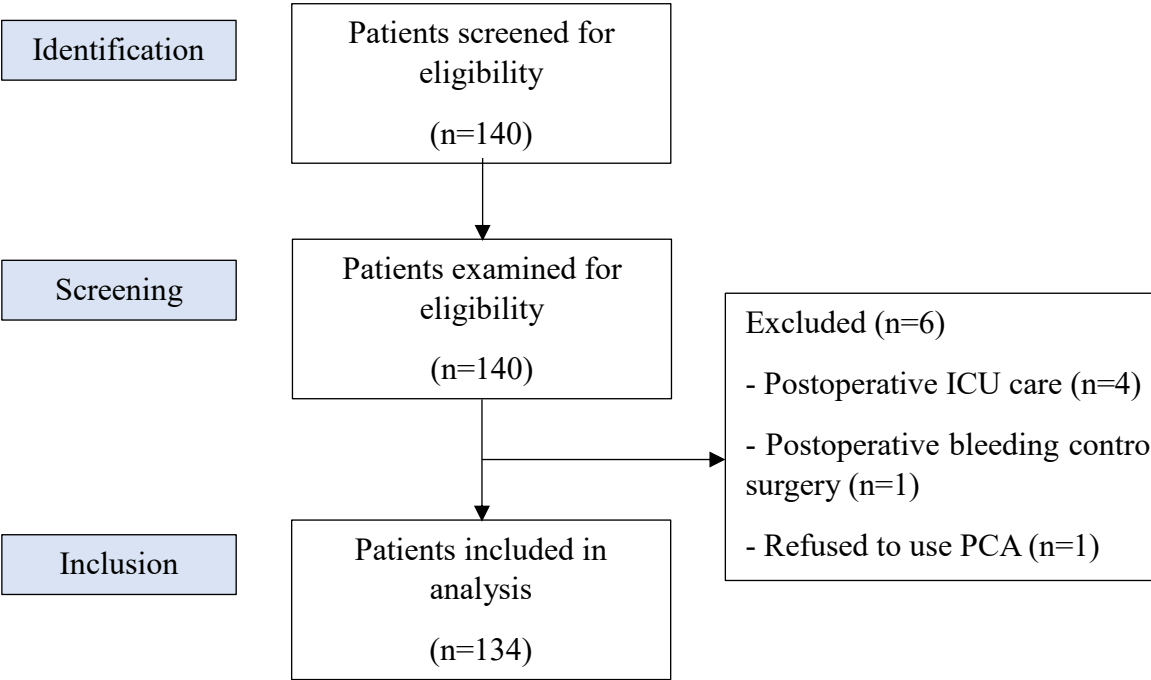 Identification
Patients screened for
eligibility
(n=140)
Screening
Patients examined for
eligibility
(n=140)
Excluded (n=6)
- Postoperative ICU care (n=4)
- Postoperative bleeding contro
surgery (n=1)
- Refused to use PCA (n=1)
Inclusion
Patients included in
analysis
(n=134)